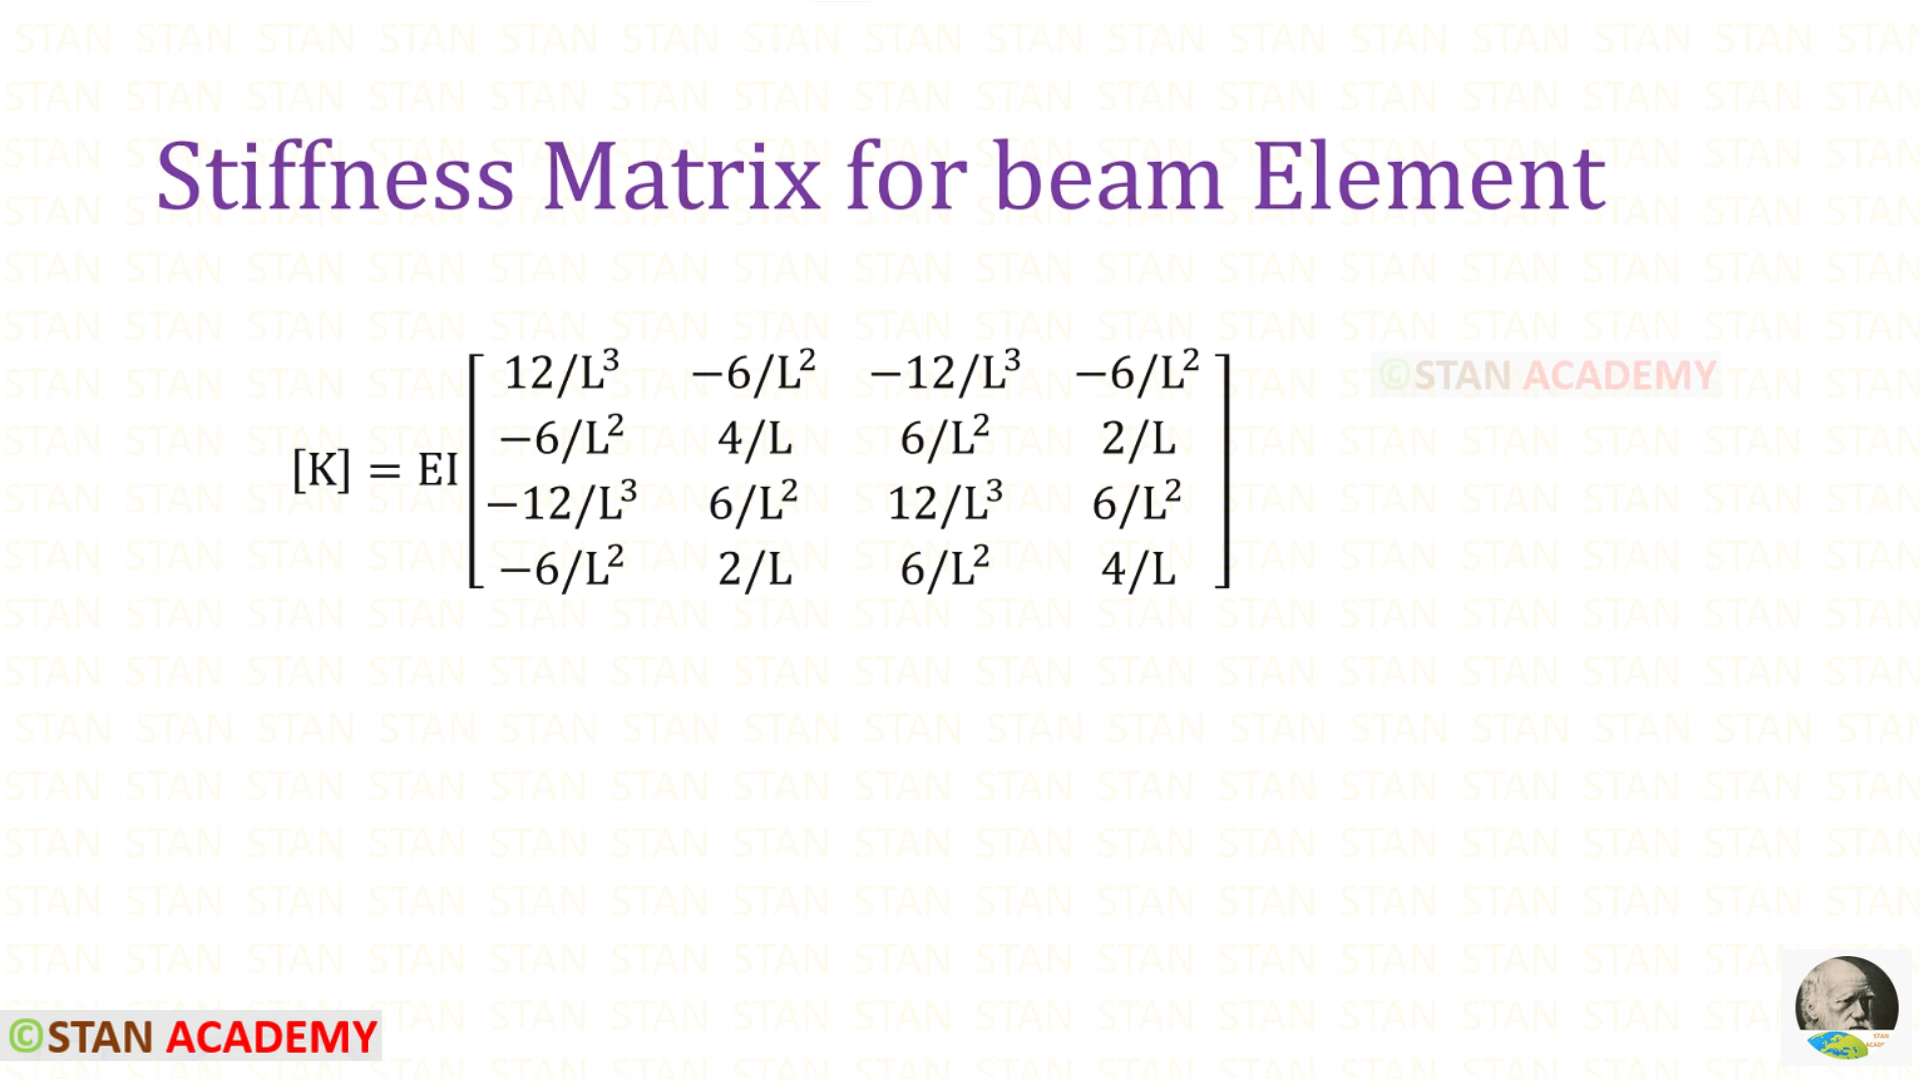 Stiffness Matrix for beam Element
[K] = EI
12/L³ −6/L² −12/L³ −6/L²
−6/L² 4/L 6/L² 2/L
−12/L³ 6/L² 12/L³ 6/L²
−6/L² 2/L 6/L² 4/L
©STAN ACADEMY
©STAN ACADEMY
STAN